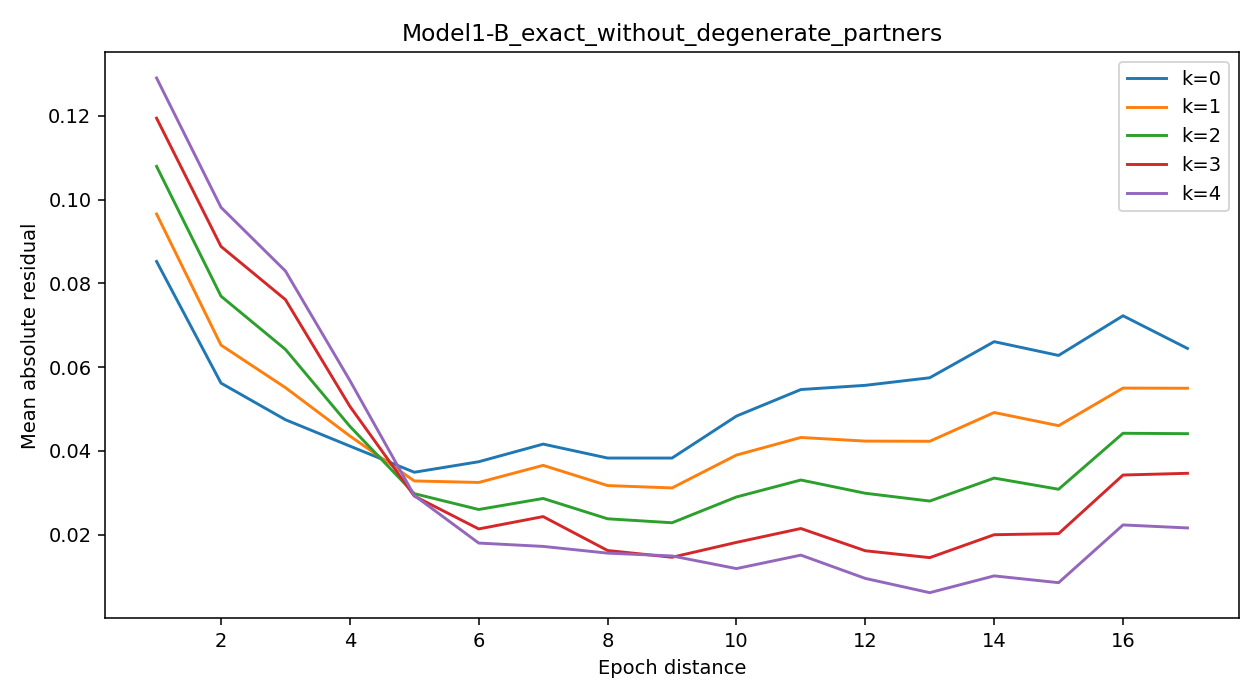 Model1-B_exact_without_degenerate_partners
k=0
k=1
k=2
k=3
k=4
Mean absolute residual
0.12
0.10
0.08
0.06
0.04
0.02
2 4 6 8 10 12 14 16
Epoch distance